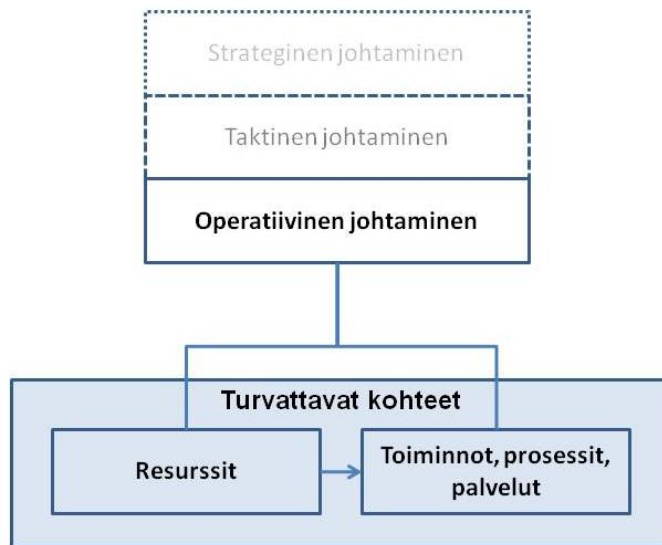 Strateginen johtaminen
Taktinen johtaminen
Operatiivinen johtaminen
Turvattavat kohteet
Resurssit
Toiminnot, prosessit,
palvelut